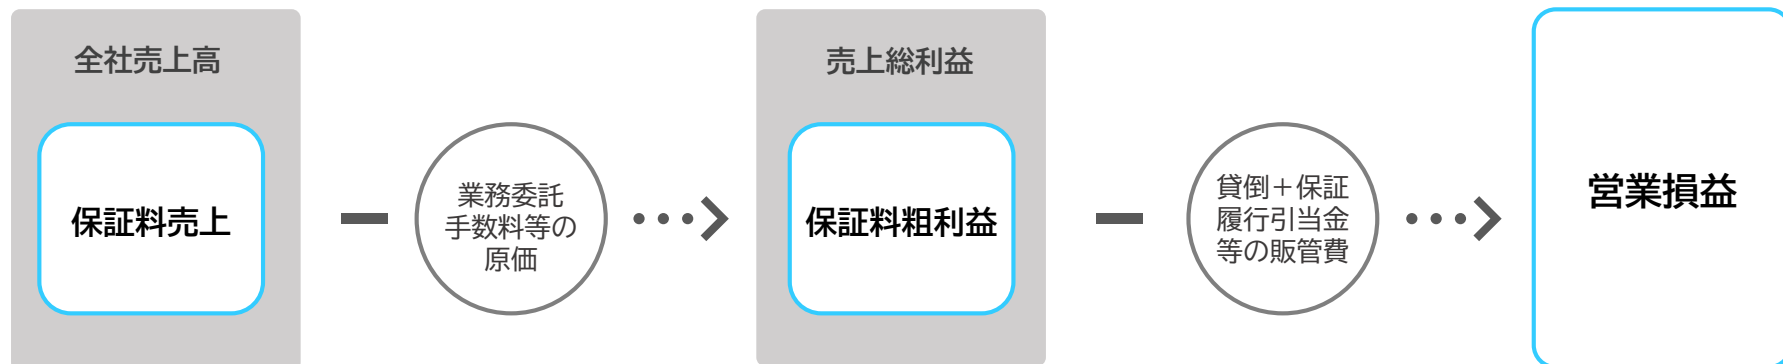 全社売上高
保証料売上
業務委託
手数料等の
原価
売上総利益
保証料粗利益
貸倒＋保証
履行引当金
等の販管費
営業損益